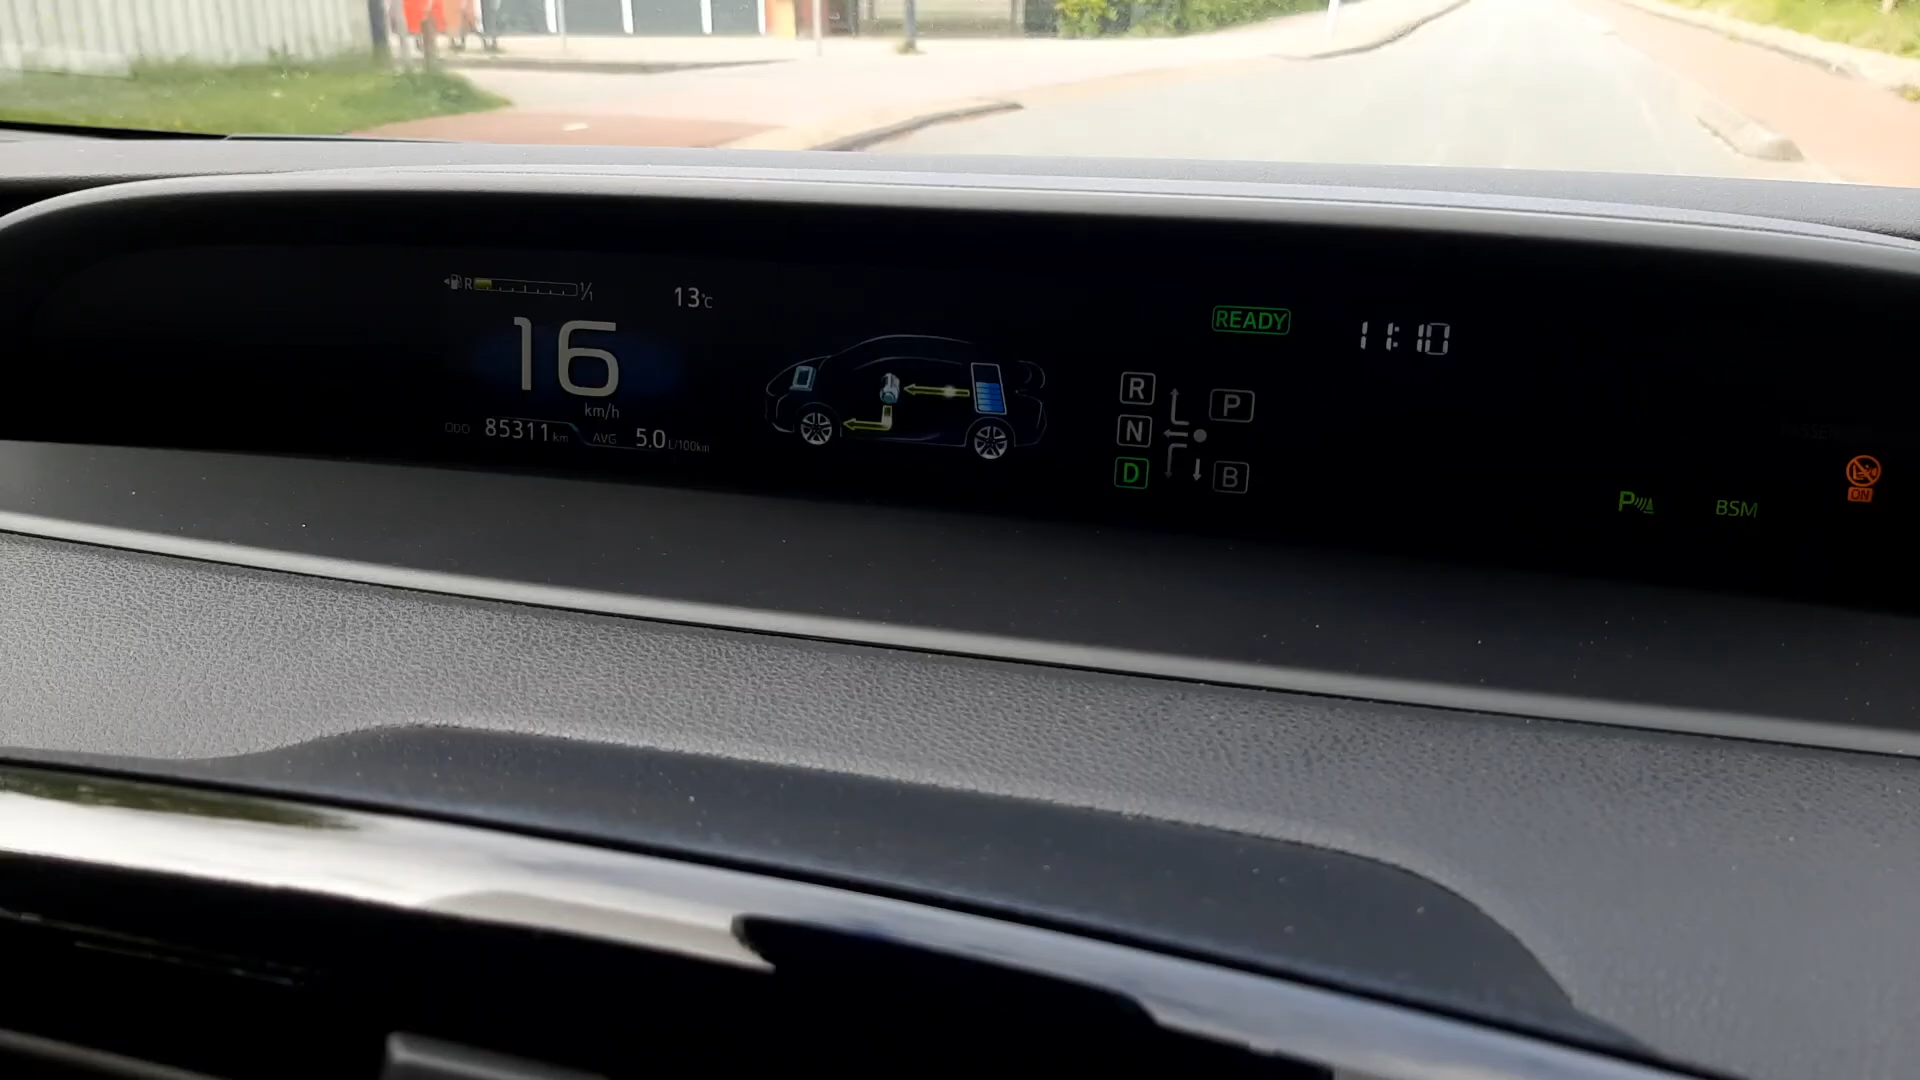 R 1/1
13°C
READY
11:10
16
km/h
R
P
N
D
B
ODO 85311 km AVG 5.0 L/100km
P
BSM
ON